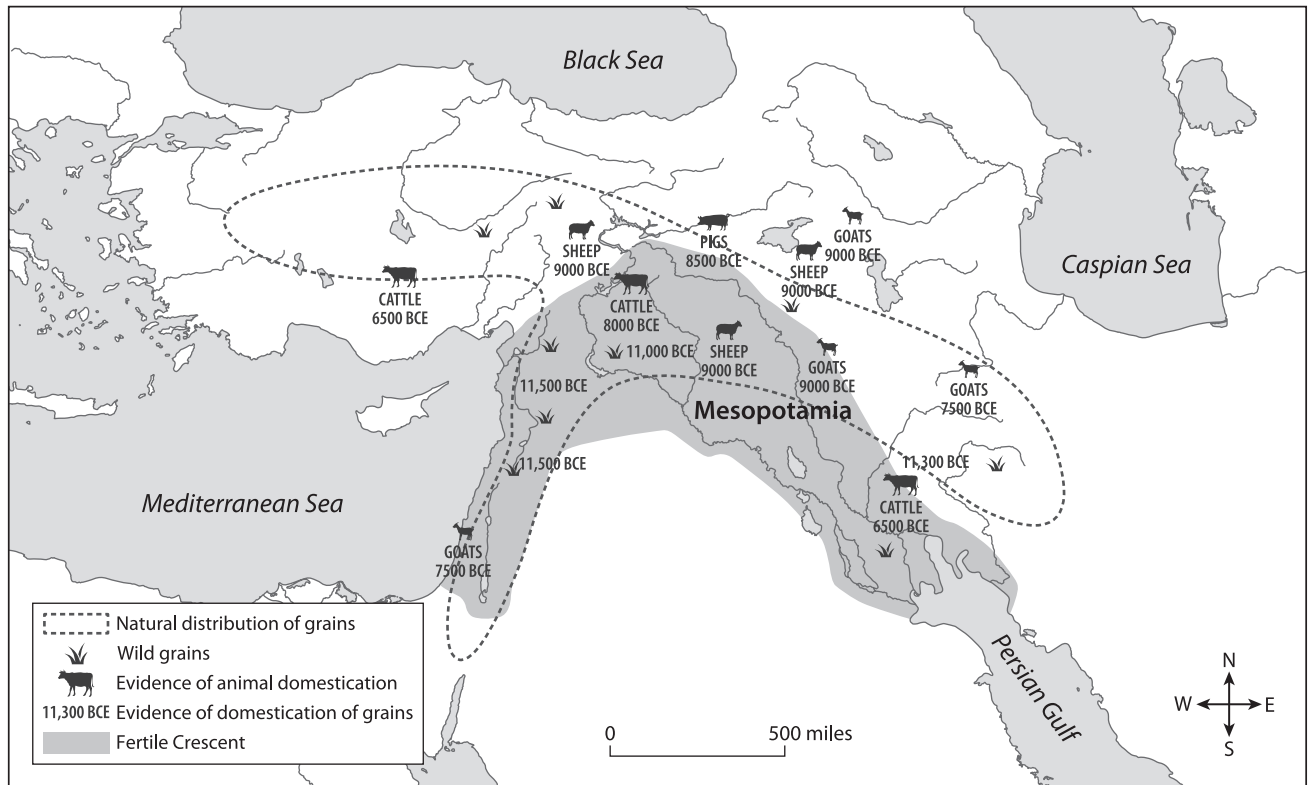 Black Sea
Caspian Sea
SHEEP
9000 BCE
PIGS
8500 BCE
GOATS
9000 BCE
SHEEP
9000 BCE
CATTLE
6500 BCE
CATTLE
8000 BCE
11,000 BCE
SHEEP
9000 BCE
GOATS
9000 BCE
GOATS
7500 BCE
11,500 BCE
Mesopotamia
11,500 BCE
11,300 BCE
CATTLE
6500 BCE
Mediterranean Sea
GOATS
7500 BCE
Persian Gulf
Natural distribution of grains
Wild grains
Evidence of animal domestication
11,300 BCE Evidence of domestication of grains
Fertile Crescent
0 500 miles
N
W E
S